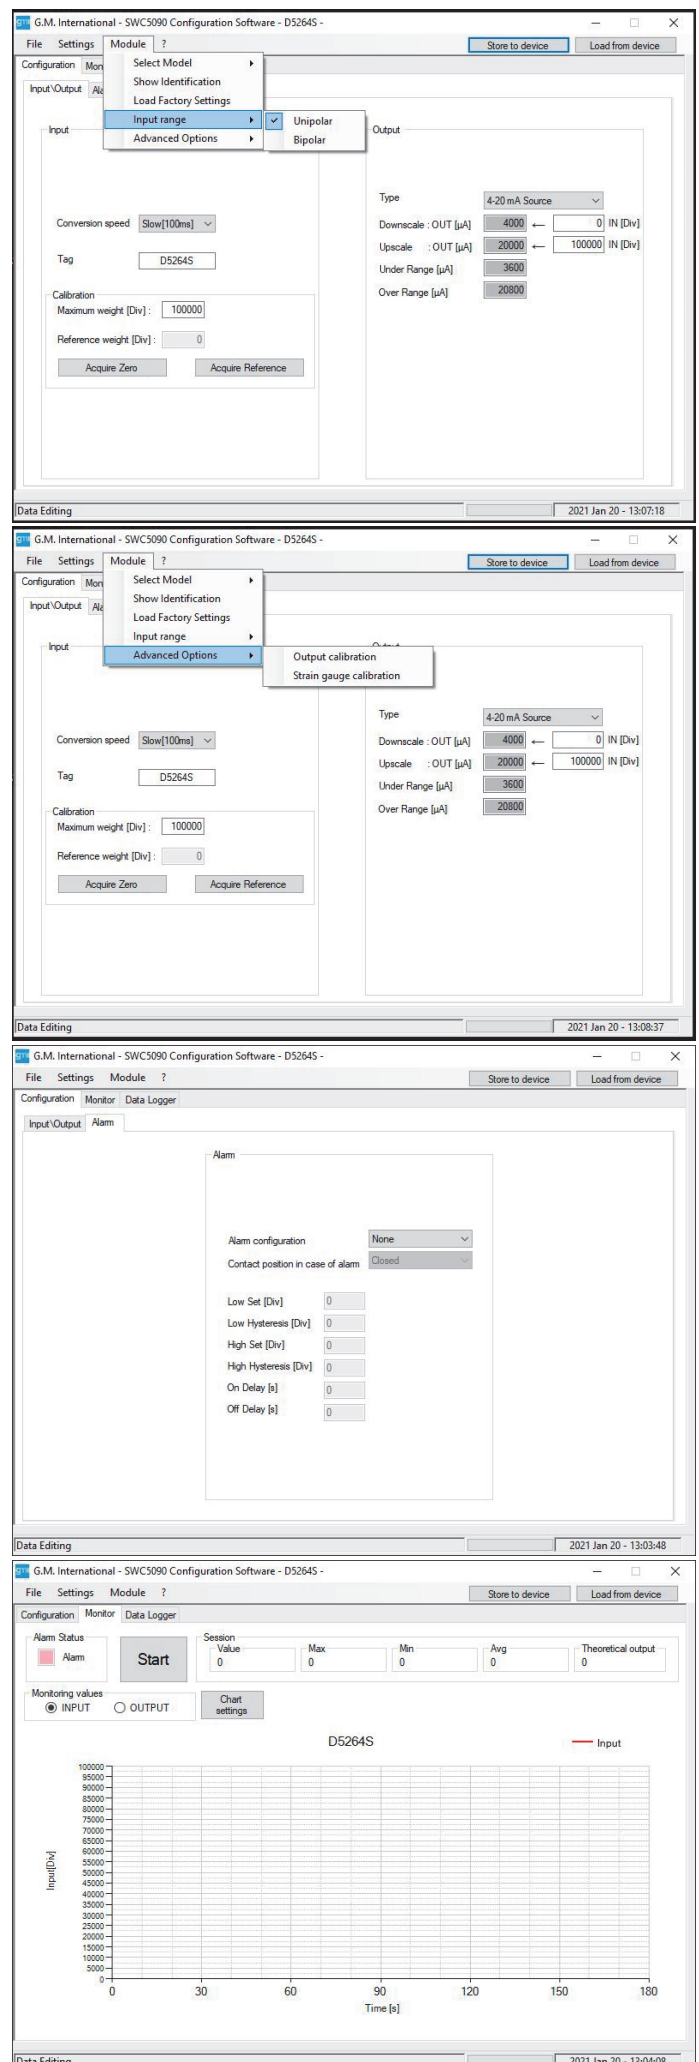 G.M. International - SWC5090 Configuration Software - D5264S -
File Settings Module ? Store to device Load from device
Configuration Mon
Input\Output Ala
Select Model
Show Identification
Load Factory Settings
Input range
Advanced Options
Unipolar
Bipolar
Input
Conversion speed Slow[100ms]
Tag D5264S
Calibration
Maximum weight [Div] : 100000
Reference weight [Div] : 0
Acquire Zero Acquire Reference
Output
Type 4-20 mA Source
Downscale : OUT [µA] 4000 ← 0 IN [Div]
Upscale : OUT [µA] 20000 ← 100000 IN [Div]
Under Range [µA] 3600
Over Range [µA] 20800
Data Editing 2021 Jan 20 - 13:07:18
G.M. International - SWC5090 Configuration Software - D5264S -
File Settings Module ? Store to device Load from device
Configuration Mon
Input\Output Ala
Select Model
Show Identification
Load Factory Settings
Input range
Advanced Options
Output calibration
Strain gauge calibration
Input
Conversion speed Slow[100ms]
Tag D5264S
Calibration
Maximum weight [Div] : 100000
Reference weight [Div] : 0
Acquire Zero Acquire Reference
Type 4-20 mA Source
Downscale : OUT [µA] 4000 ← 0 IN [Div]
Upscale : OUT [µA] 20000 ← 100000 IN [Div]
Under Range [µA] 3600
Over Range [µA] 20800
Data Editing 2021 Jan 20 - 13:08:37
G.M. International - SWC5090 Configuration Software - D5264S -
File Settings Module ? Store to device Load from device
Configuration Monitor Data Logger
Input\Output Alarm
Alarm
Alarm configuration None
Contact position in case of alarm Closed
Low Set [Div] 0
Low Hysteresis [Div] 0
High Set [Div] 0
High Hysteresis [Div] 0
On Delay [s] 0
Off Delay [s] 0
Data Editing 2021 Jan 20 - 13:03:48
G.M. International - SWC5090 Configuration Software - D5264S -
File Settings Module ? Store to device Load from device
Configuration Monitor Data Logger
Alarm Status
Alarm
Start
Session
Value Max Min Avg Theoretical output
0 0 0 0 0
Monitoring values
INPUT OUTPUT
Chart settings
D5264S
Input
Input[Div]
100000
95000
90000
85000
80000
75000
70000
65000
60000
55000
50000
45000
40000
35000
30000
25000
20000
15000
10000
5000
0
0 30 60 90 120 150 180
Time [s]
Data Editing 2021 Jan 20 - 13:04:08